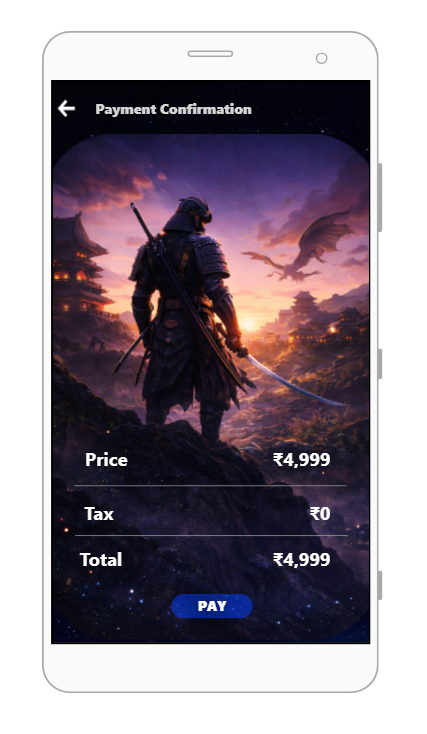 Payment Confirmation
Price ₹4,999
Tax ₹0
Total ₹4,999
PAY